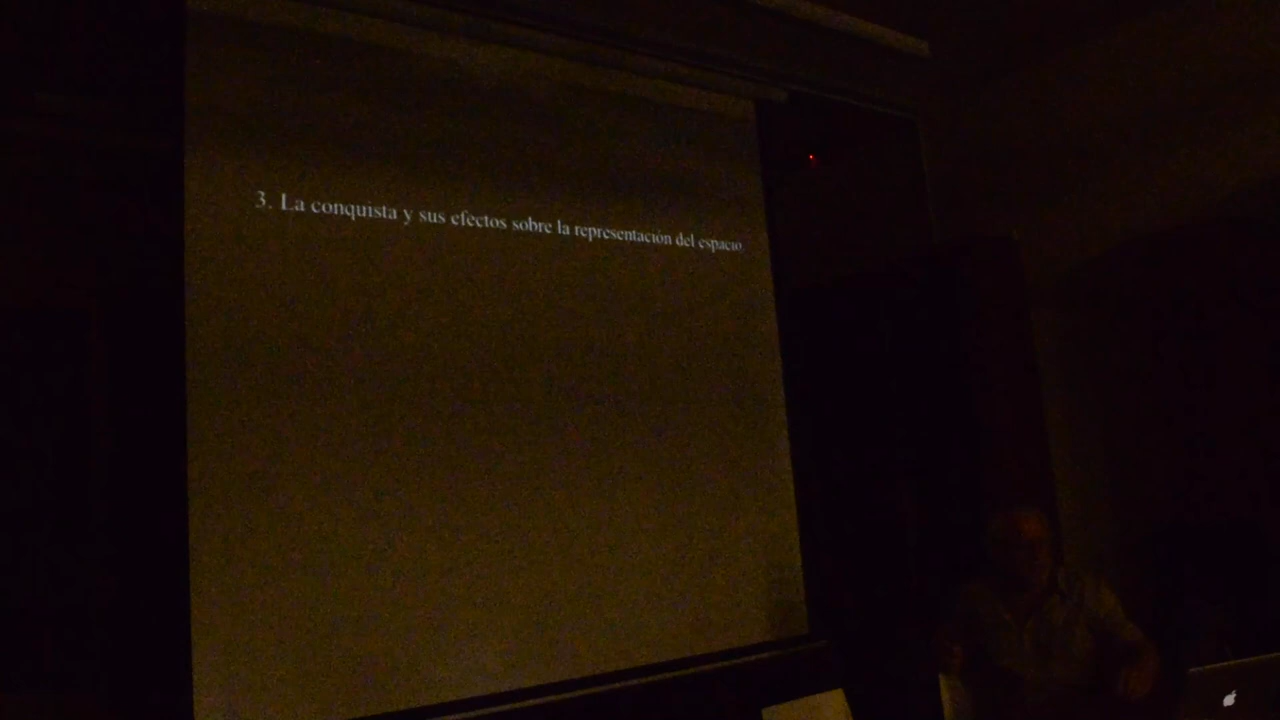 3. La conquista y sus efectos sobre la representación del espacio